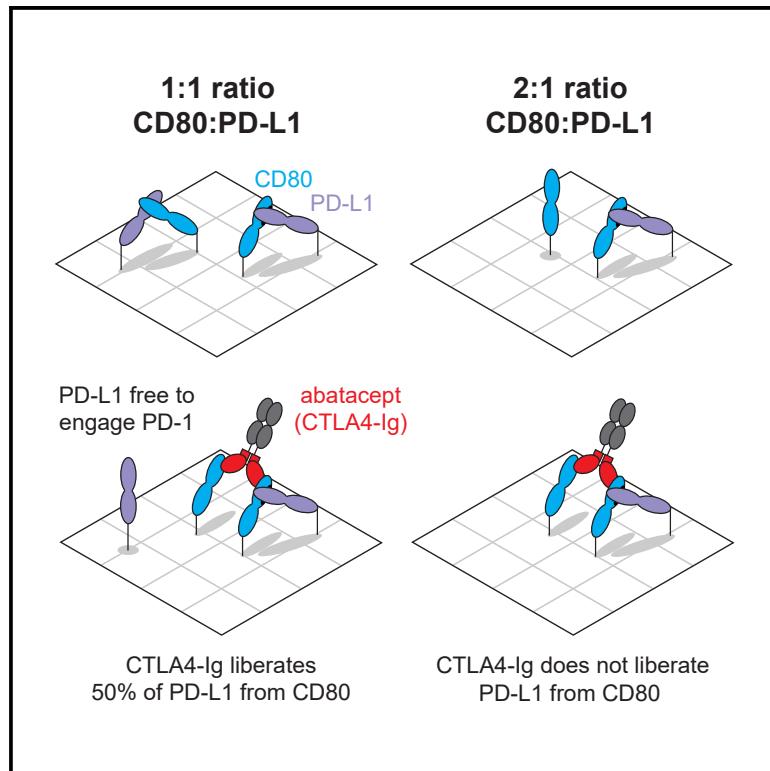 1:1 ratio
CD80:PD-L1
2:1 ratio
CD80:PD-L1
CD80
PD-L1
PD-L1 free to
engage PD-1
abatacept
(CTLA4-Ig)
CTLA4-Ig liberates
50% of PD-L1 from CD80
CTLA4-Ig does not liberate
PD-L1 from CD80